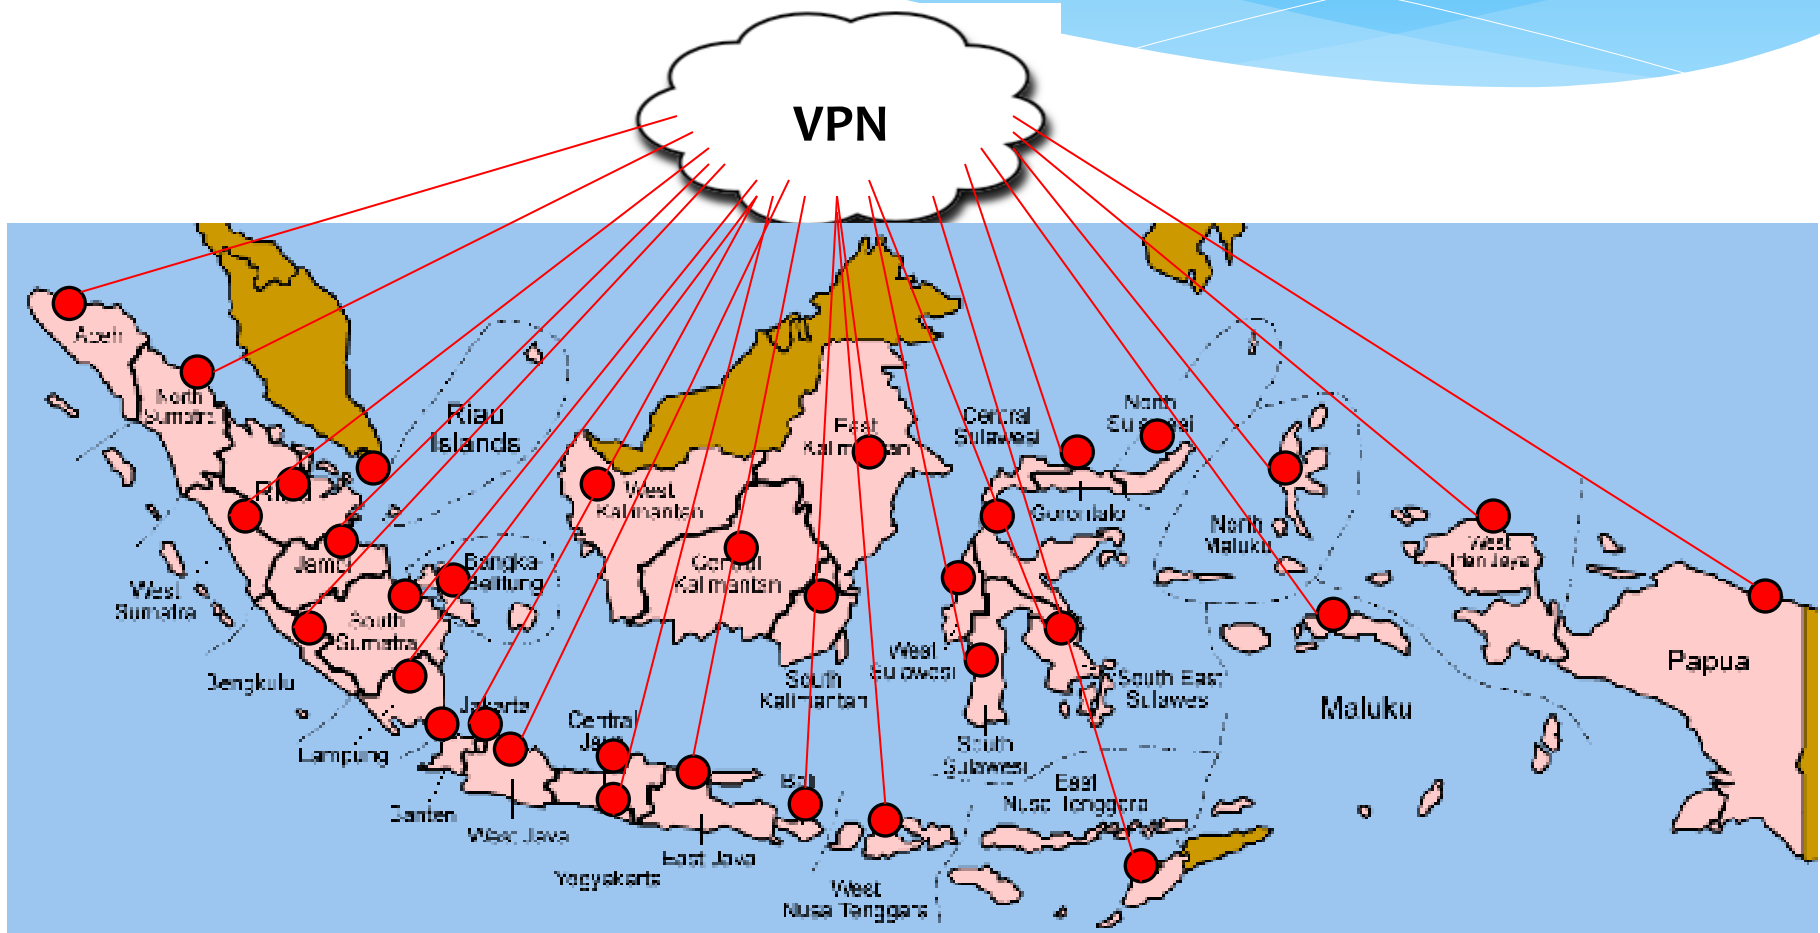 VPN
Aceh
North
Sumatra
Riau
Islands
Riau
West
Sumatra
Jambi
Bangka-
Belitung
South
Sumatra
Bengkulu
Lampung
Jakarta
Banten
West Java
Central
Java
Yogyakarta
East Java
Bali
West
Nusa Tenggara
East
Nusa Tenggara
West
Kalimantan
Central
Kalimantan
East
Kalimantan
South
Kalimantan
Central
Sulawesi
North
Sulawesi
Gorontalo
West
Sulawesi
South
Sulawesi
South East
Sulawesi
North
Maluku
Maluku
West
Irian Jaya
Papua